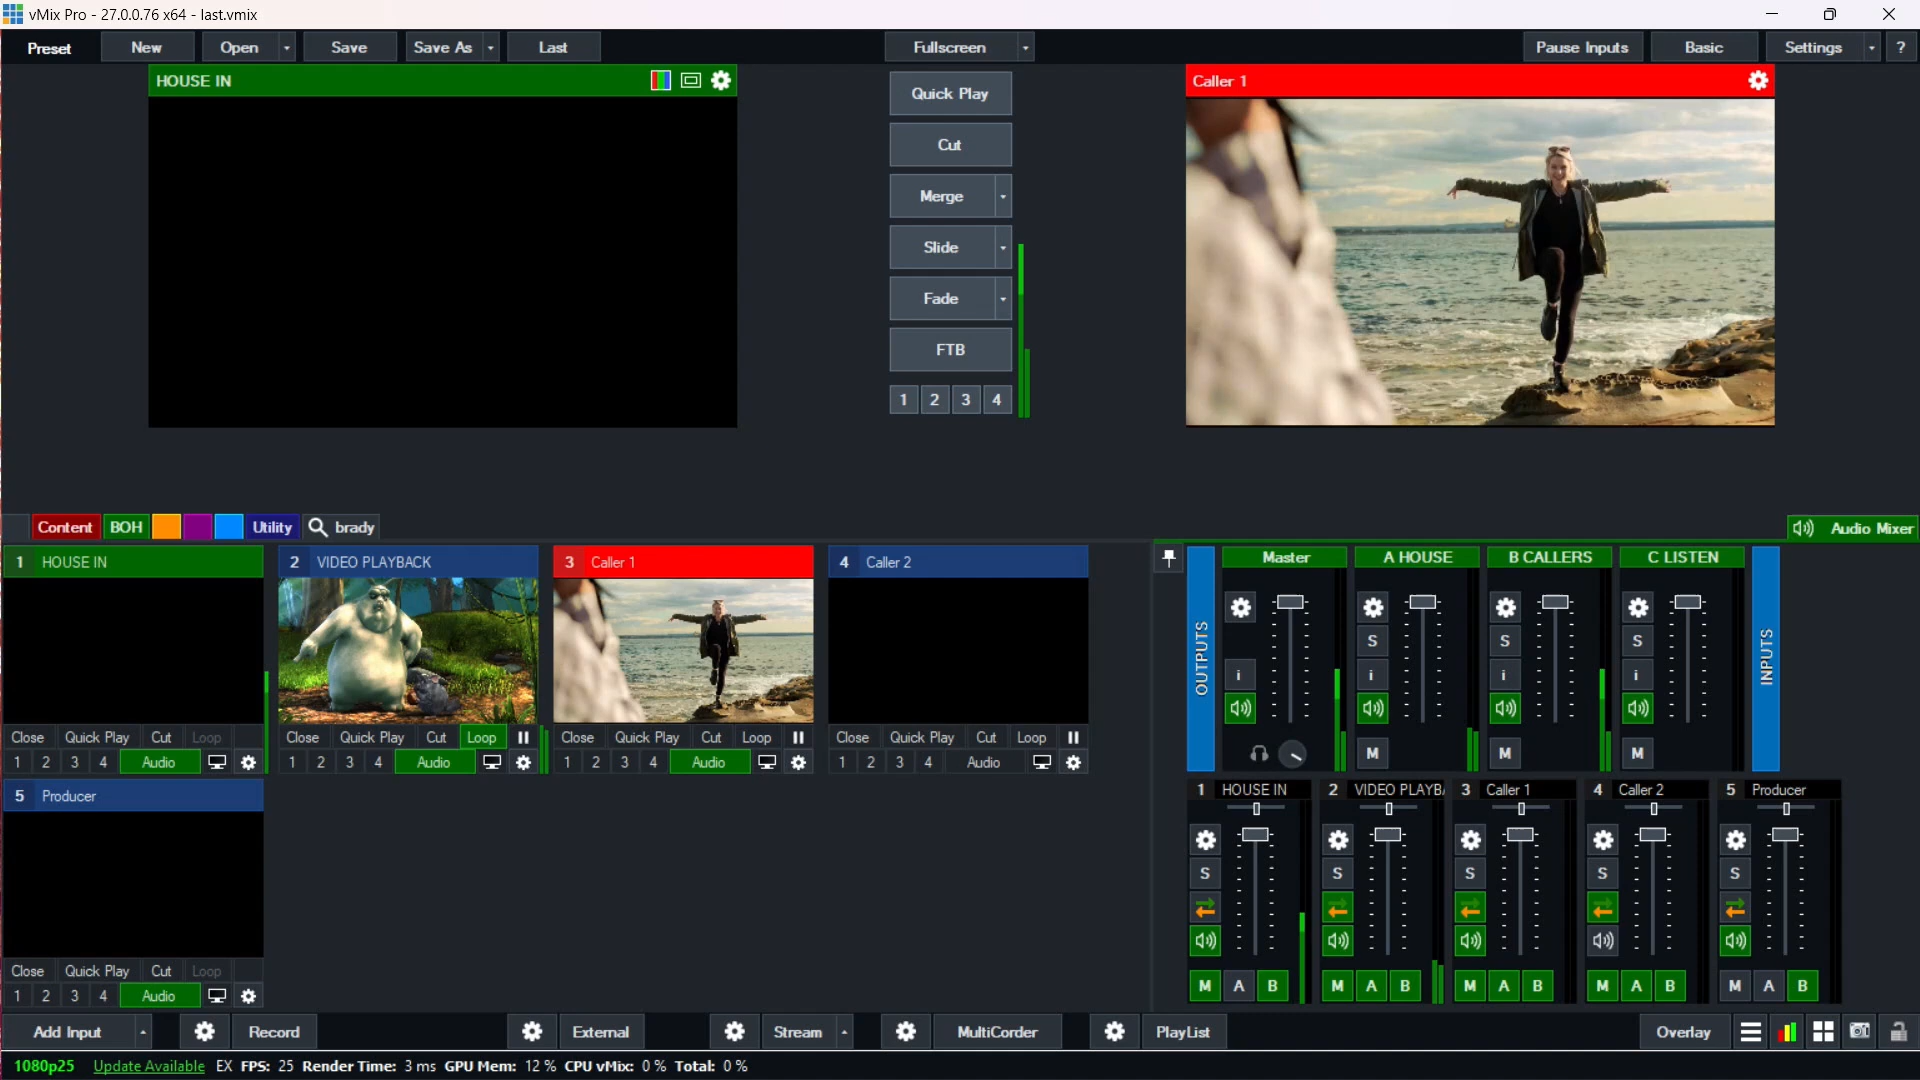 vMix Pro - 27.0.0.76 x64 - last.vmix
Preset New Open Save Save As Last Fullscreen Pause Inputs Basic Settings ?
HOUSE IN
Caller 1
Quick Play
Cut
Merge
Slide
Fade
FTB
1 2 3 4
Content BOH Utility brady
Audio Mixer
1 HOUSE IN
Close Quick Play Cut Loop
1 2 3 4 Audio
2 VIDEO PLAYBACK
Close Quick Play Cut Loop
1 2 3 4 Audio
3 Caller 1
Close Quick Play Cut Loop
1 2 3 4 Audio
4 Caller 2
Close Quick Play Cut Loop
1 2 3 4 Audio
5 Producer
Close Quick Play Cut Loop
1 2 3 4 Audio
OUTPUTS
Master
i
A HOUSE
S
i
M
B CALLERS
S
i
M
C LISTEN
S
i
M
INPUTS
1 HOUSE IN
S
M A B
2 VIDEO PLAYB
S
M A B
3 Caller 1
S
M A B
4 Caller 2
S
M A B
5 Producer
S
M A B
Add Input Record External Stream MultiCorder PlayList Overlay
1080p25 Update Available EX FPS: 25 Render Time: 3 ms GPU Mem: 12 % CPU vMix: 0 % Total: 0 %